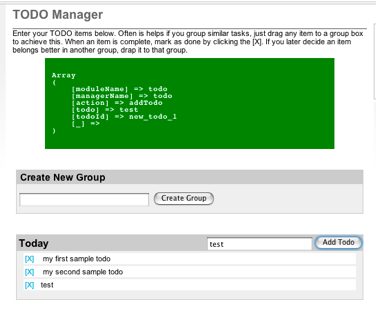 TODO Manager
Enter your TODO items below. Often is helps if you group similar tasks, just drag any item to a group box
to achieve this. When an item is complete, mark as done by clicking the [X]. If you later decide an item
belongs better in another group, drap it to that group.
Array
(
[moduleName] => todo
[managerName] => todo
[action] => addTodo
[todo] => test
[todoId] => new_todo_1
[_] =>
)
Create New Group
Create Group
Today test Add Todo
[X] my first sample todo
[X] my second sample todo
[X] test